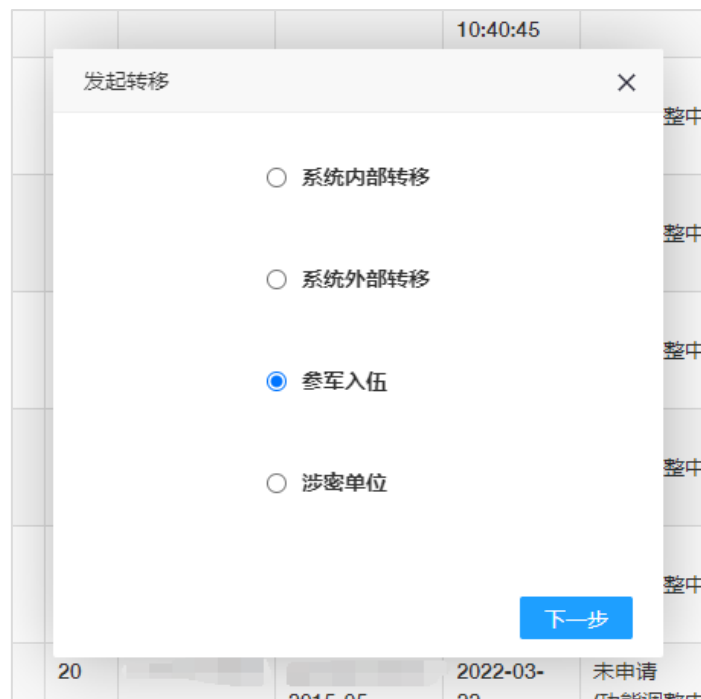 10:40:45
发起转移
整中
系统内部转移
整中
系统外部转移
整中
参军入伍
整中
涉密单位
整中
下一步
20
2022-03-
未申请